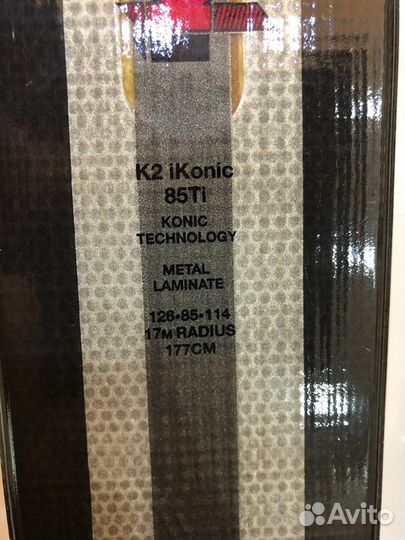 K2 iKonic
85Ti
KONIC
TECHNOLOGY
METAL
LAMINATE
126•85•114
17M RADIUS
177CM
Avito